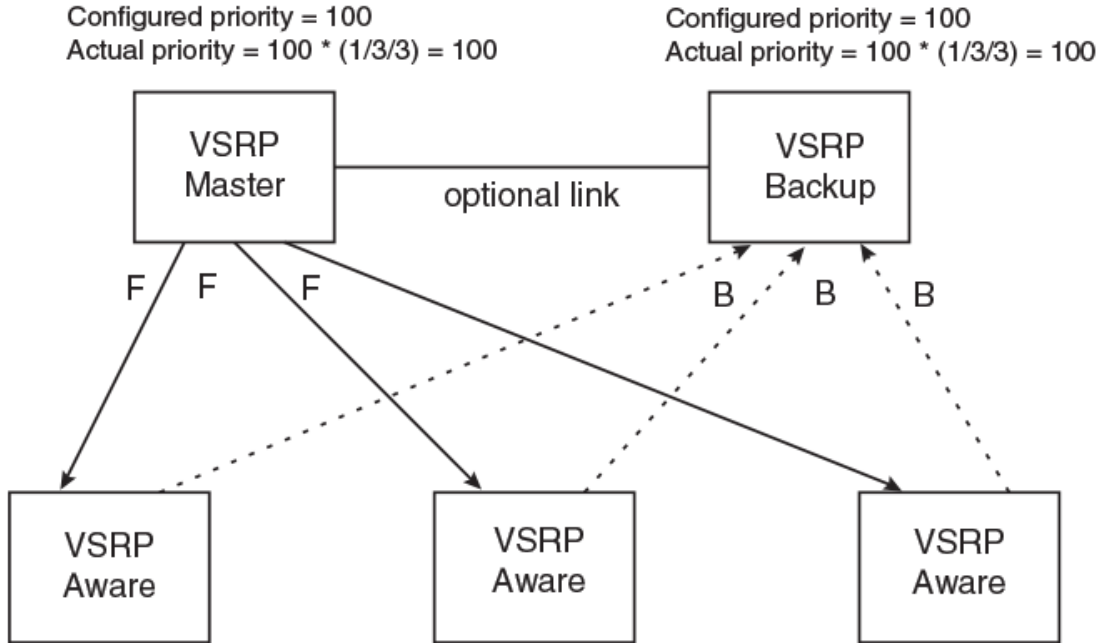 Configured priority = 100
Actual priority = 100 * (1/3/3) = 100
Configured priority = 100
Actual priority = 100 * (1/3/3) = 100
VSRP
Master
optional link
VSRP
Backup
F
F
F
B
B
B
VSRP
Aware
VSRP
Aware
VSRP
Aware